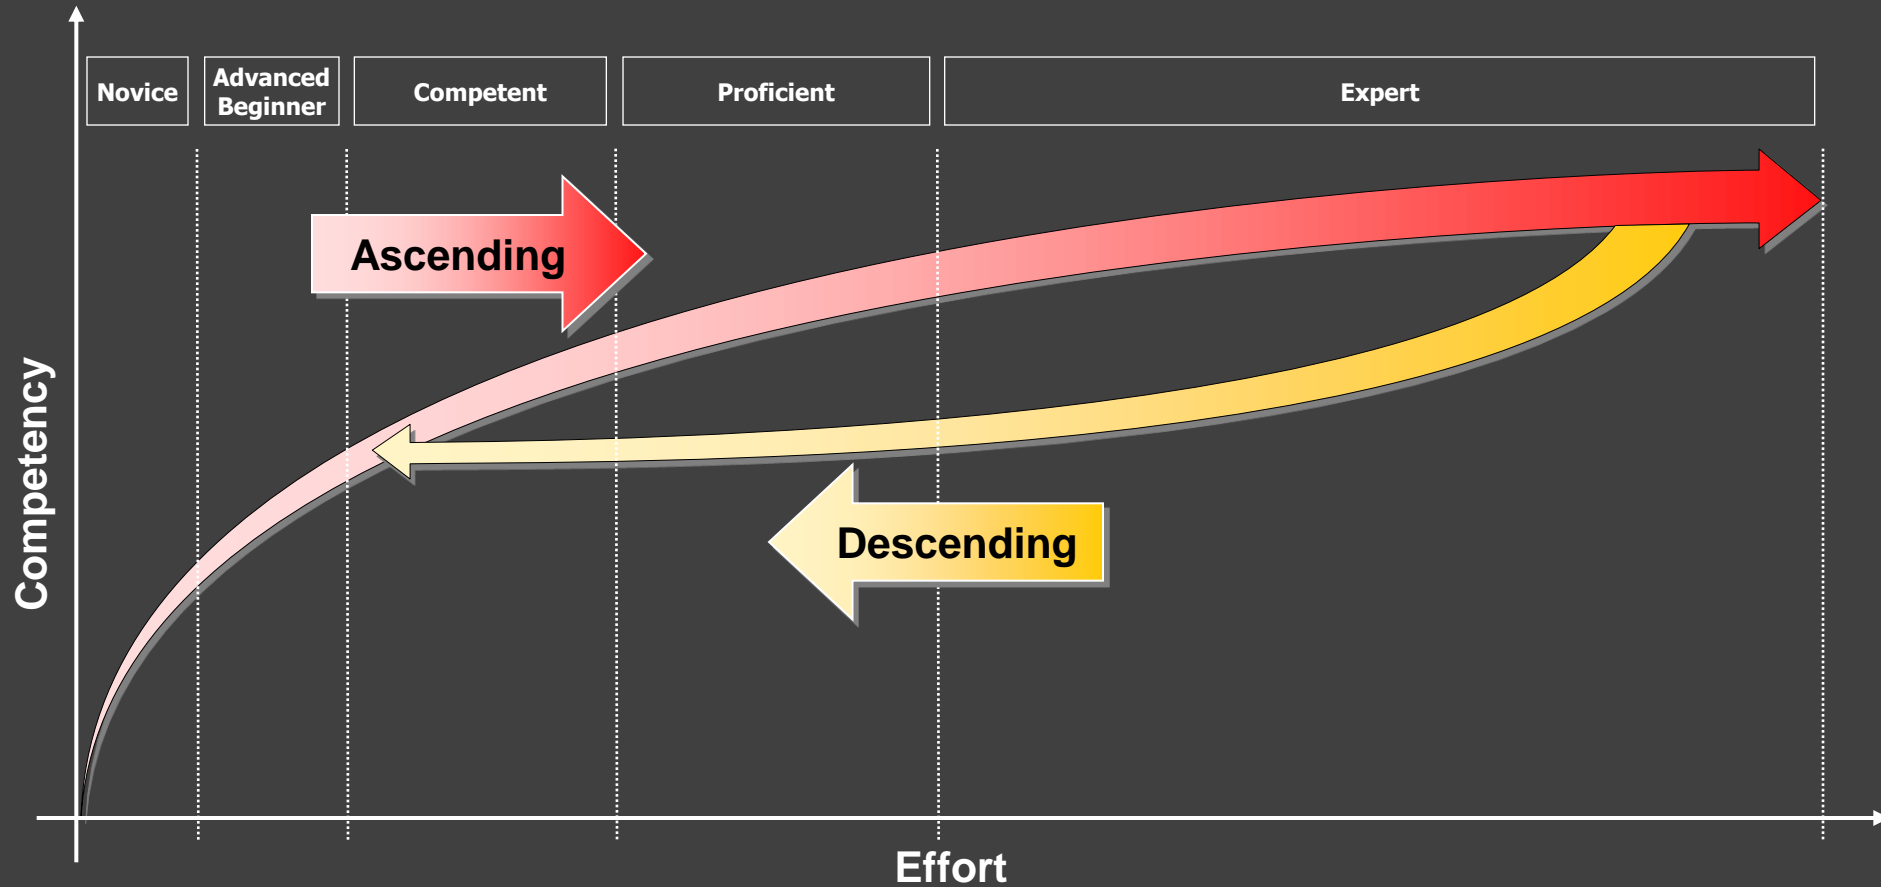 Novice
Advanced
Beginner
Competent
Proficient
Expert
Ascending
Descending
Competency
Effort